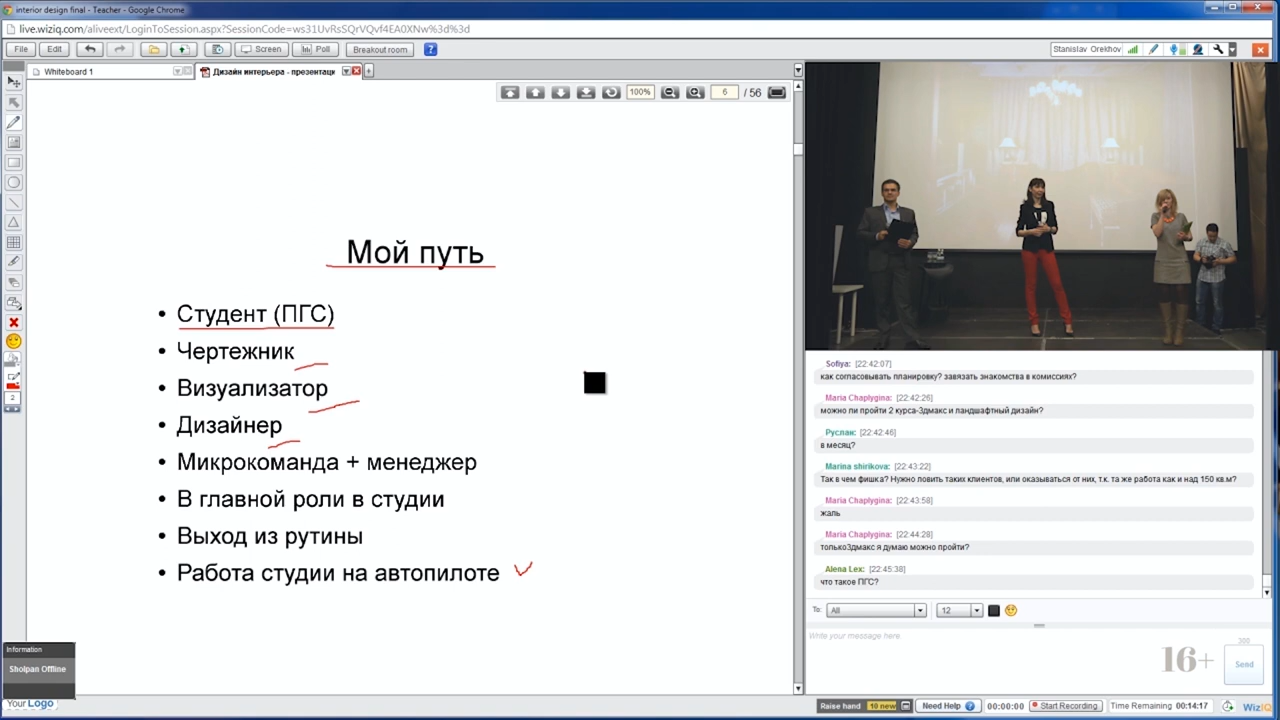 interior design final - Teacher - Google Chrome
live.wiziq.com/aliveext/LoginToSession.aspx?SessionCode=ws31UvRsSQrVQvf4EA0XNw%3d%3d
File Edit Screen Poll Breakout room ? Stanislav Orekhov
Whiteboard 1 Дизайн интерьера - презентаци
100% 6 / 56
Мой путь
• Студент (ПГС)
• Чертежник
• Визуализатор
• Дизайнер
• Микрокоманда + менеджер
• В главной роли в студии
• Выход из рутины
• Работа студии на автопилоте
2
Information
Sholpan Offline
Your Logo
Sofiya: [22:42:07]
как согласовывать планировку? завязать знакомства в комиссиях?
Maria Chaplygina: [22:42:26]
можно ли пройти 2 курса-3дмакс и ландшафтный дизайн?
Руслан: [22:42:46]
в месяц?
Marina shirikova: [22:43:22]
Так в чем фишка? Нужно ловить таких клиентов, или оказываться от них, т.к. та же работа как и над 150 кв.м?
Maria Chaplygina: [22:43:58]
жаль
Maria Chaplygina: [22:44:28]
только3дмакс я думаю можно пройти?
Alena Lex: [22:45:38]
что такое ПГС?
To: All 12
Write your message here.
300
16+
Send
Raise hand 10 new Need Help ? 00:00:00 Start Recording Time Remaining 00:14:17 WizIQ